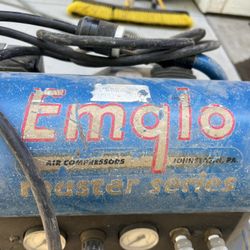 Emglo
AIR COMPRESSORS JOHNSTOWN, PA
master series